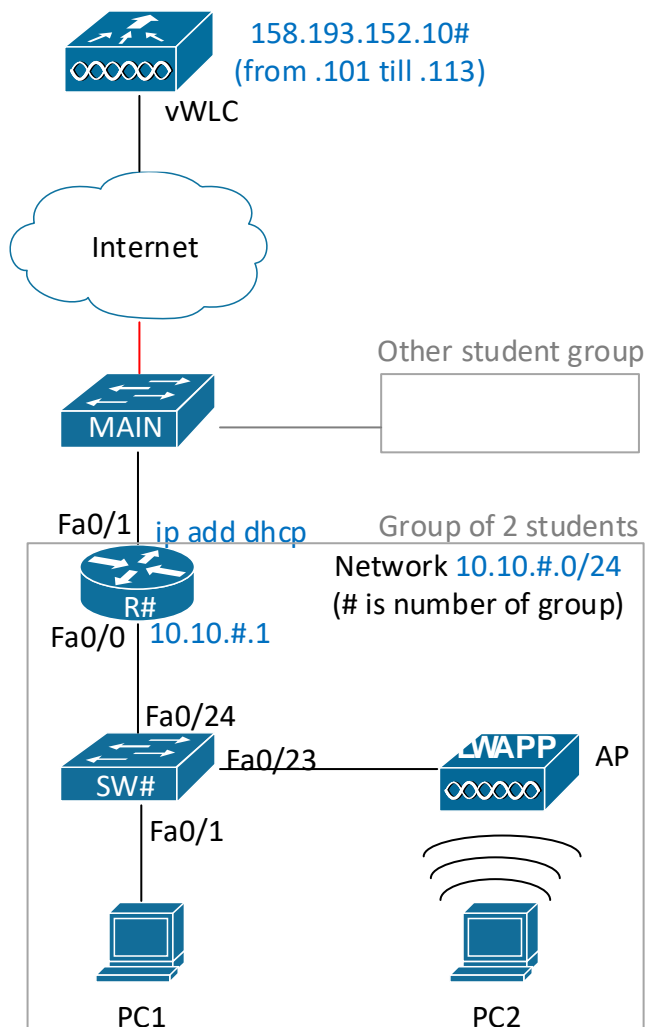 158.193.152.10#
(from .101 till .113)
vWLC
Internet
Other student group
MAIN
Fa0/1
ip add dhcp
Group of 2 students
Network 10.10.#.0/24
(# is number of group)
R#
Fa0/0
10.10.#.1
Fa0/24
LWAPP
AP
Fa0/23
SW#
Fa0/1
PC1
PC2